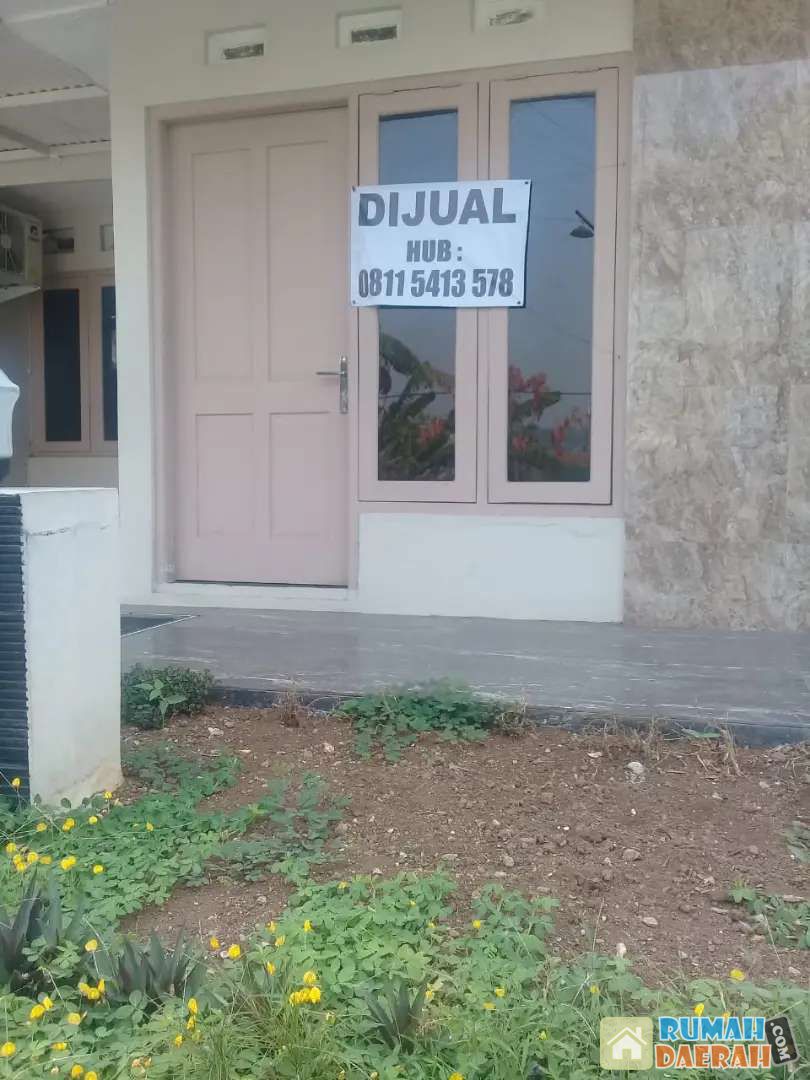 DIJUAL
HUB :
0811 5413 578
RUMAH
DAERAH.COM